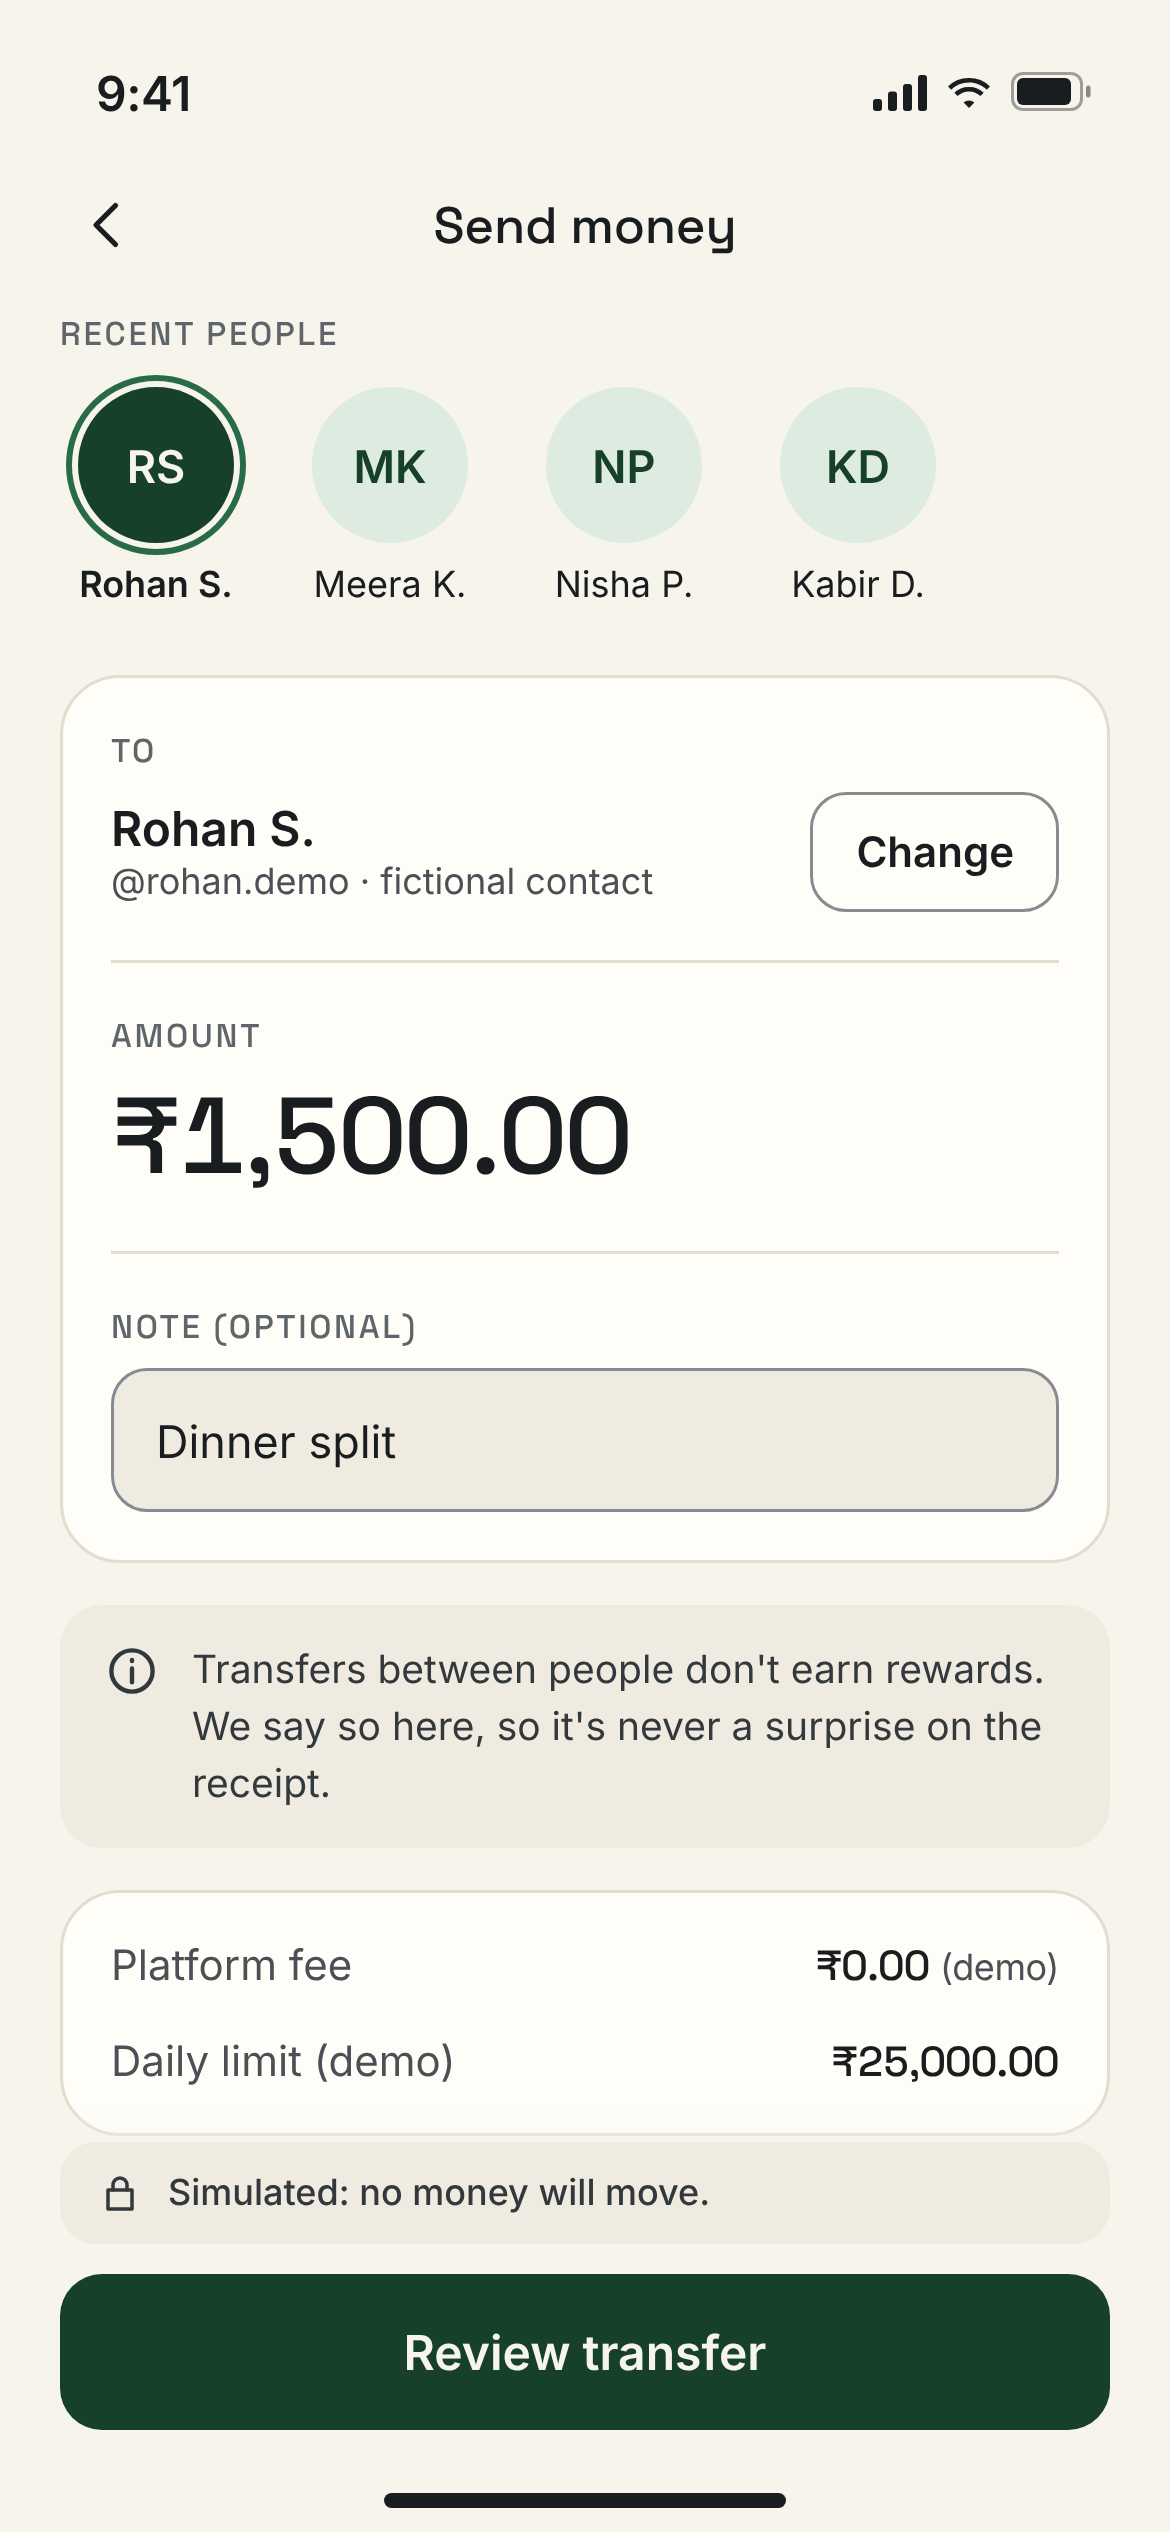 9:41
Send money
RECENT PEOPLE
RS MK NP KD
Rohan S. Meera K. Nisha P. Kabir D.
TO
Rohan S.
@rohan.demo · fictional contact
Change
AMOUNT
₹1,500.00
NOTE (OPTIONAL)
Dinner split
Transfers between people don't earn rewards.
We say so here, so it's never a surprise on the
receipt.
Platform fee ₹0.00 (demo)
Daily limit (demo) ₹25,000.00
Simulated: no money will move.
Review transfer